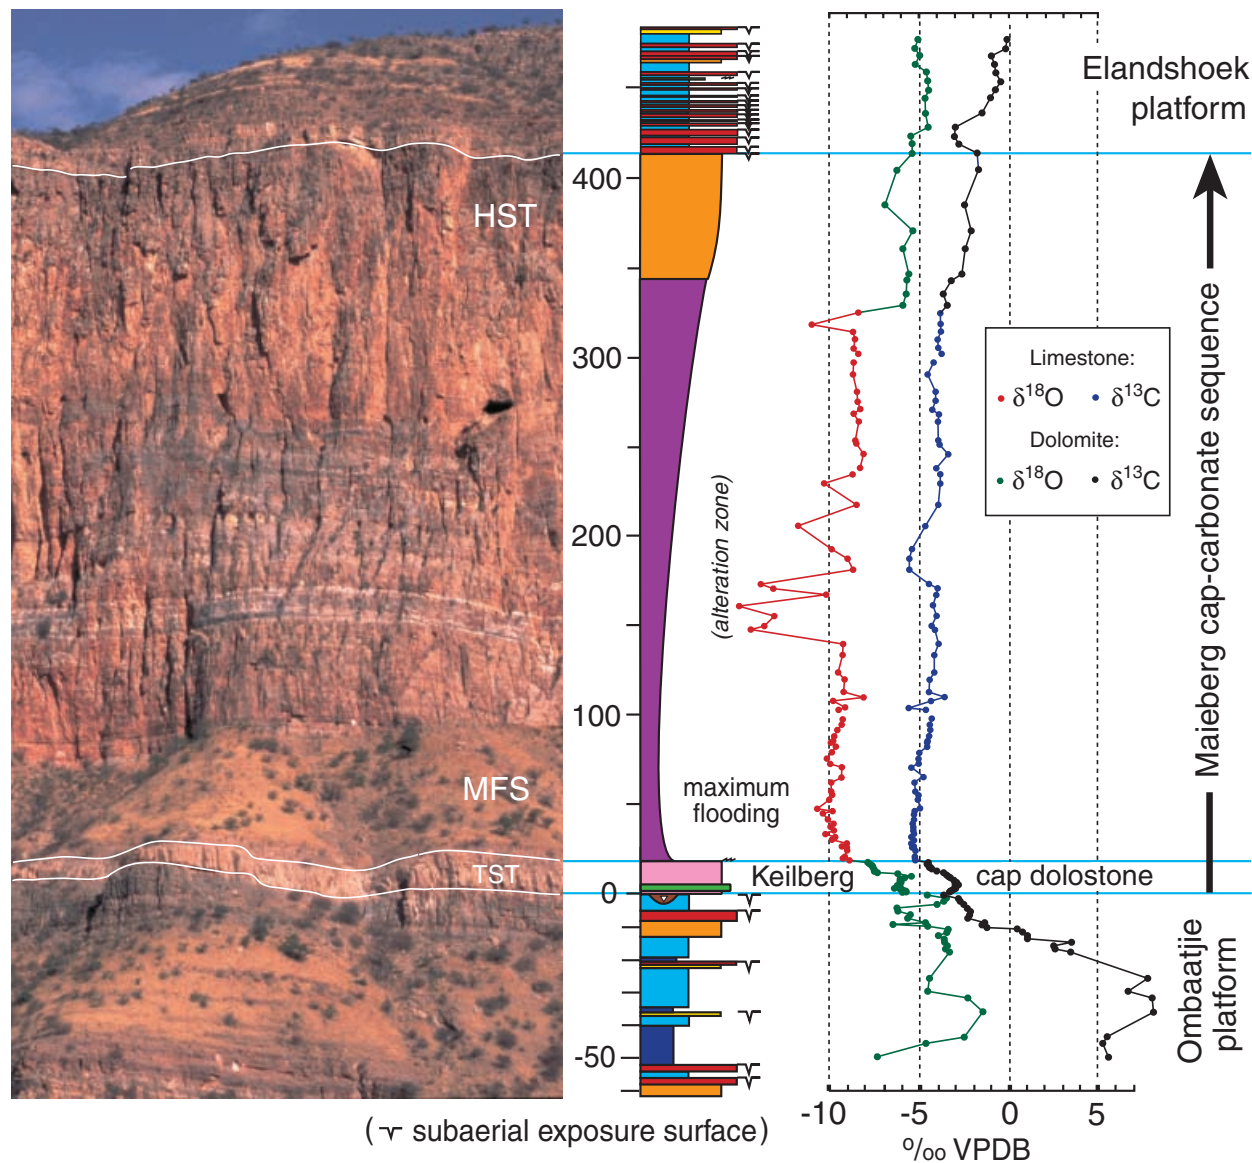 HST
MFS
TST
400
300
200
100
0
-50
(alteration zone)
maximum
flooding
Keilberg
cap dolostone
Elandshoek
platform
Limestone:
δ18O
δ13C
Dolomite:
δ18O
δ13C
Maieberg cap-carbonate sequence
Ombaatjie
platform
-10
-5
0
5
o/oo VPDB
( subaerial exposure surface)